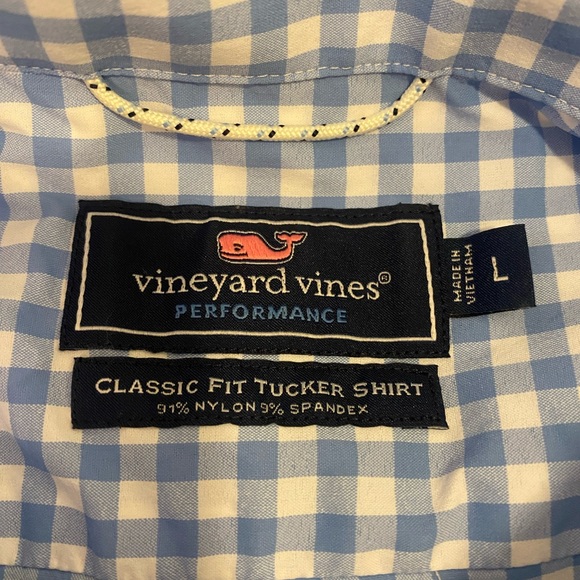 vineyard vines®
PERFORMANCE
MADE IN
VIETNAM
L
CLASSIC FIT TUCKER SHIRT
91% NYLON 9% SPANDEX